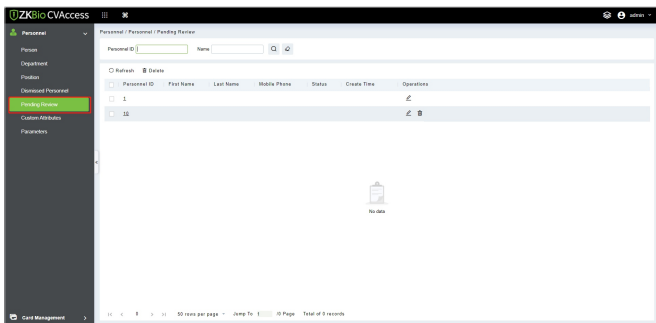 ZKBio CVAccess
admin
Personnel
Personnel / Personnel / Pending Review
Person
Department
Position
Dismissed Personnel
Pending Review
Custom Attributes
Parameters
Card Management
Personnel ID Name
Refresh Delete
Personnel ID First Name Last Name Mobile Phone Status Create Time Operations
1
10
No data
50 rows per page Jump To 1 /0 Page Total of 0 records